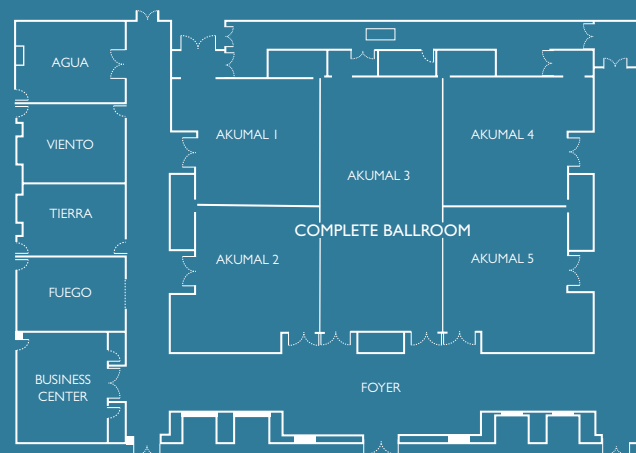 AGUA
VIENTO
TIERRA
FUEGO
BUSINESS
CENTER
AKUMAL 1
AKUMAL 2
AKUMAL 3
COMPLETE BALLROOM
AKUMAL 4
AKUMAL 5
FOYER